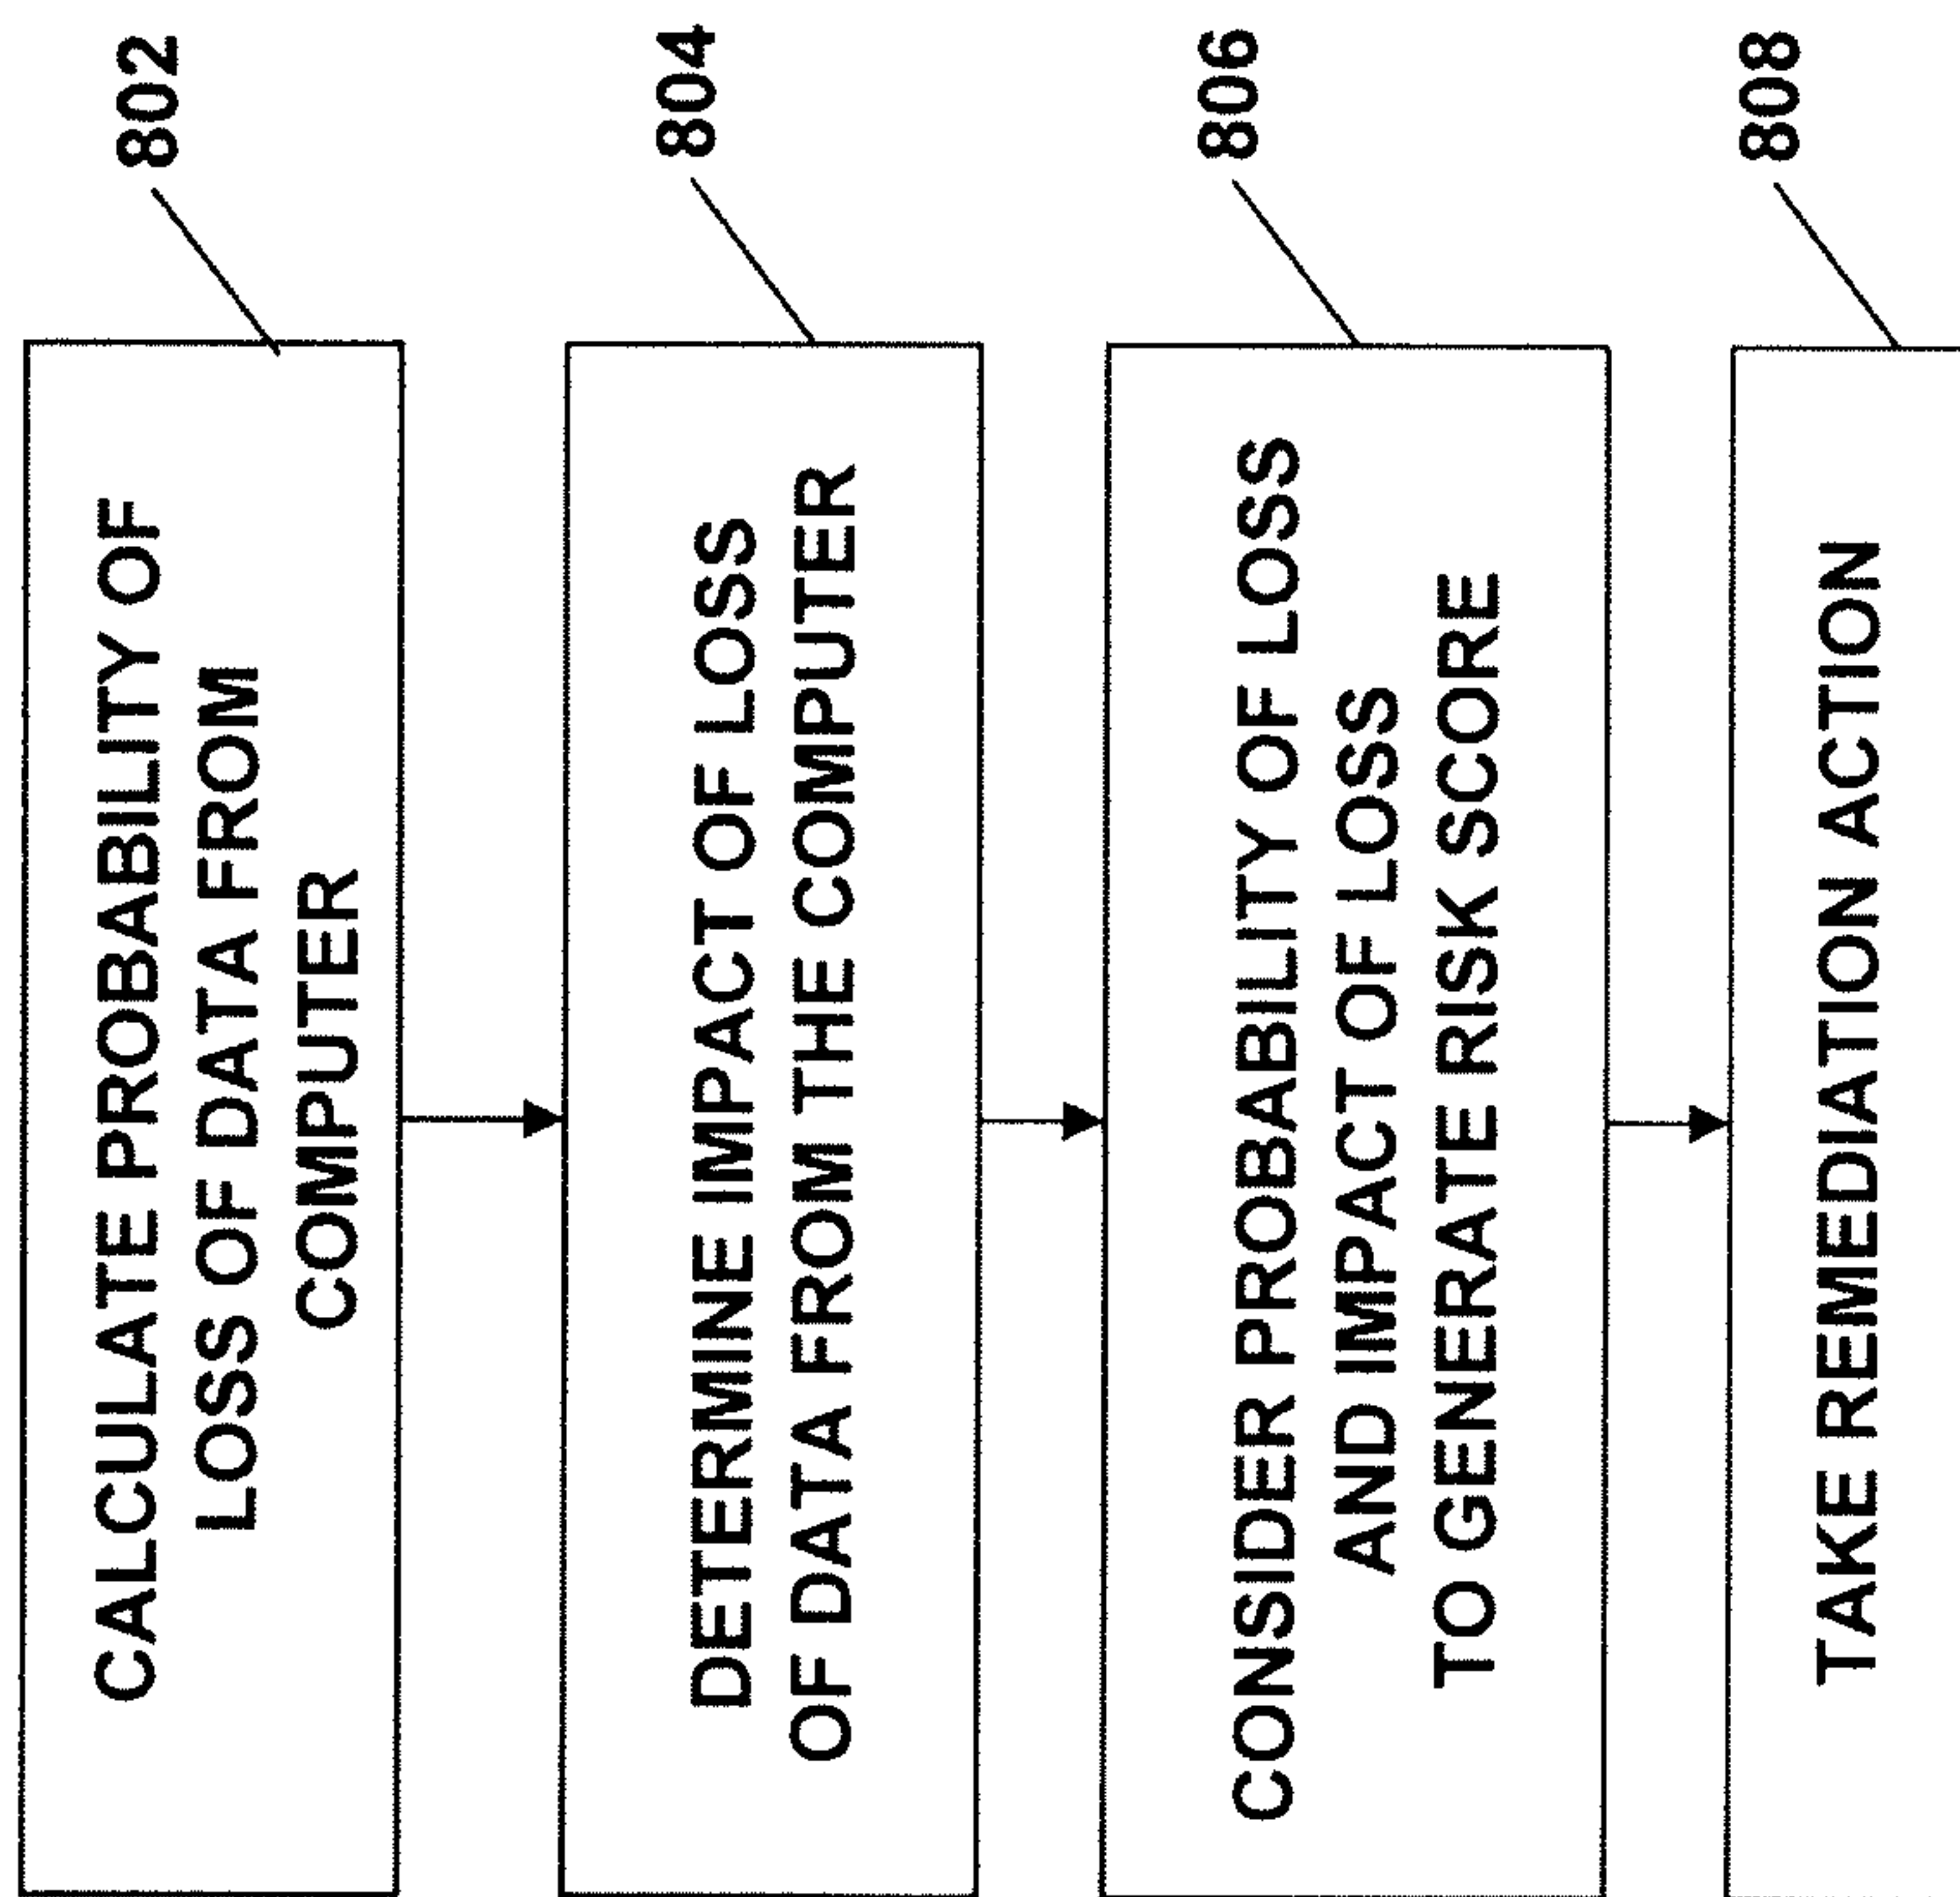 CALCULATE PROBABILITY OF
LOSS OF DATA FROM
COMPUTER
802
DETERMINE IMPACT OF LOSS
OF DATA FROM THE COMPUTER
804
CONSIDER PROBABILITY OF LOSS
AND IMPACT OF LOSS
TO GENERATE RISK SCORE
806
TAKE REMEDIATION ACTION
808